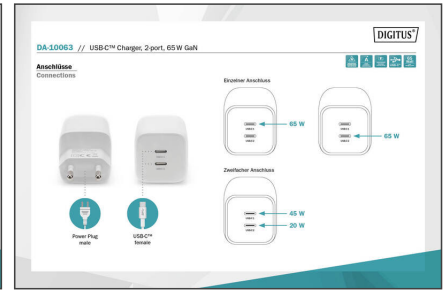 DIGITUS®
DA-10063 // USB-C™ Charger, 2-port, 65 W GaN
Anschlüsse
Connections
Einzelner Anschluss
65 W
65 W
Zweifacher Anschluss
45 W
20 W
Power Plug
male
USB-C™
female